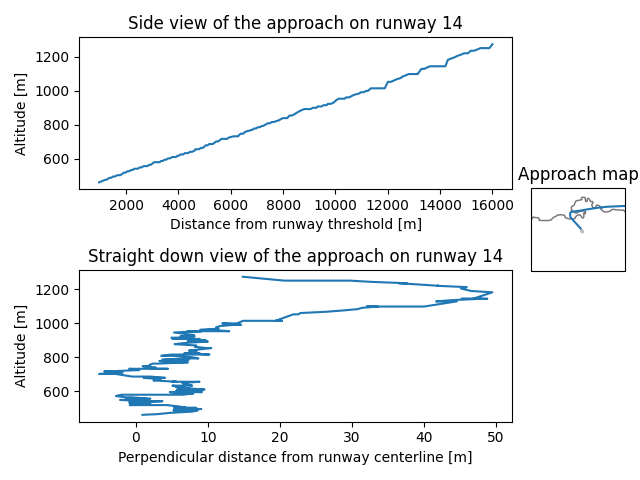 Side view of the approach on runway 14
Altitude [m]
1200
1000
800
600
2000 4000 6000 8000 10000 12000 14000 16000
Distance from runway threshold [m]
Approach map
Straight down view of the approach on runway 14
Altitude [m]
1200
1000
800
600
0 10 20 30 40 50
Perpendicular distance from runway centerline [m]